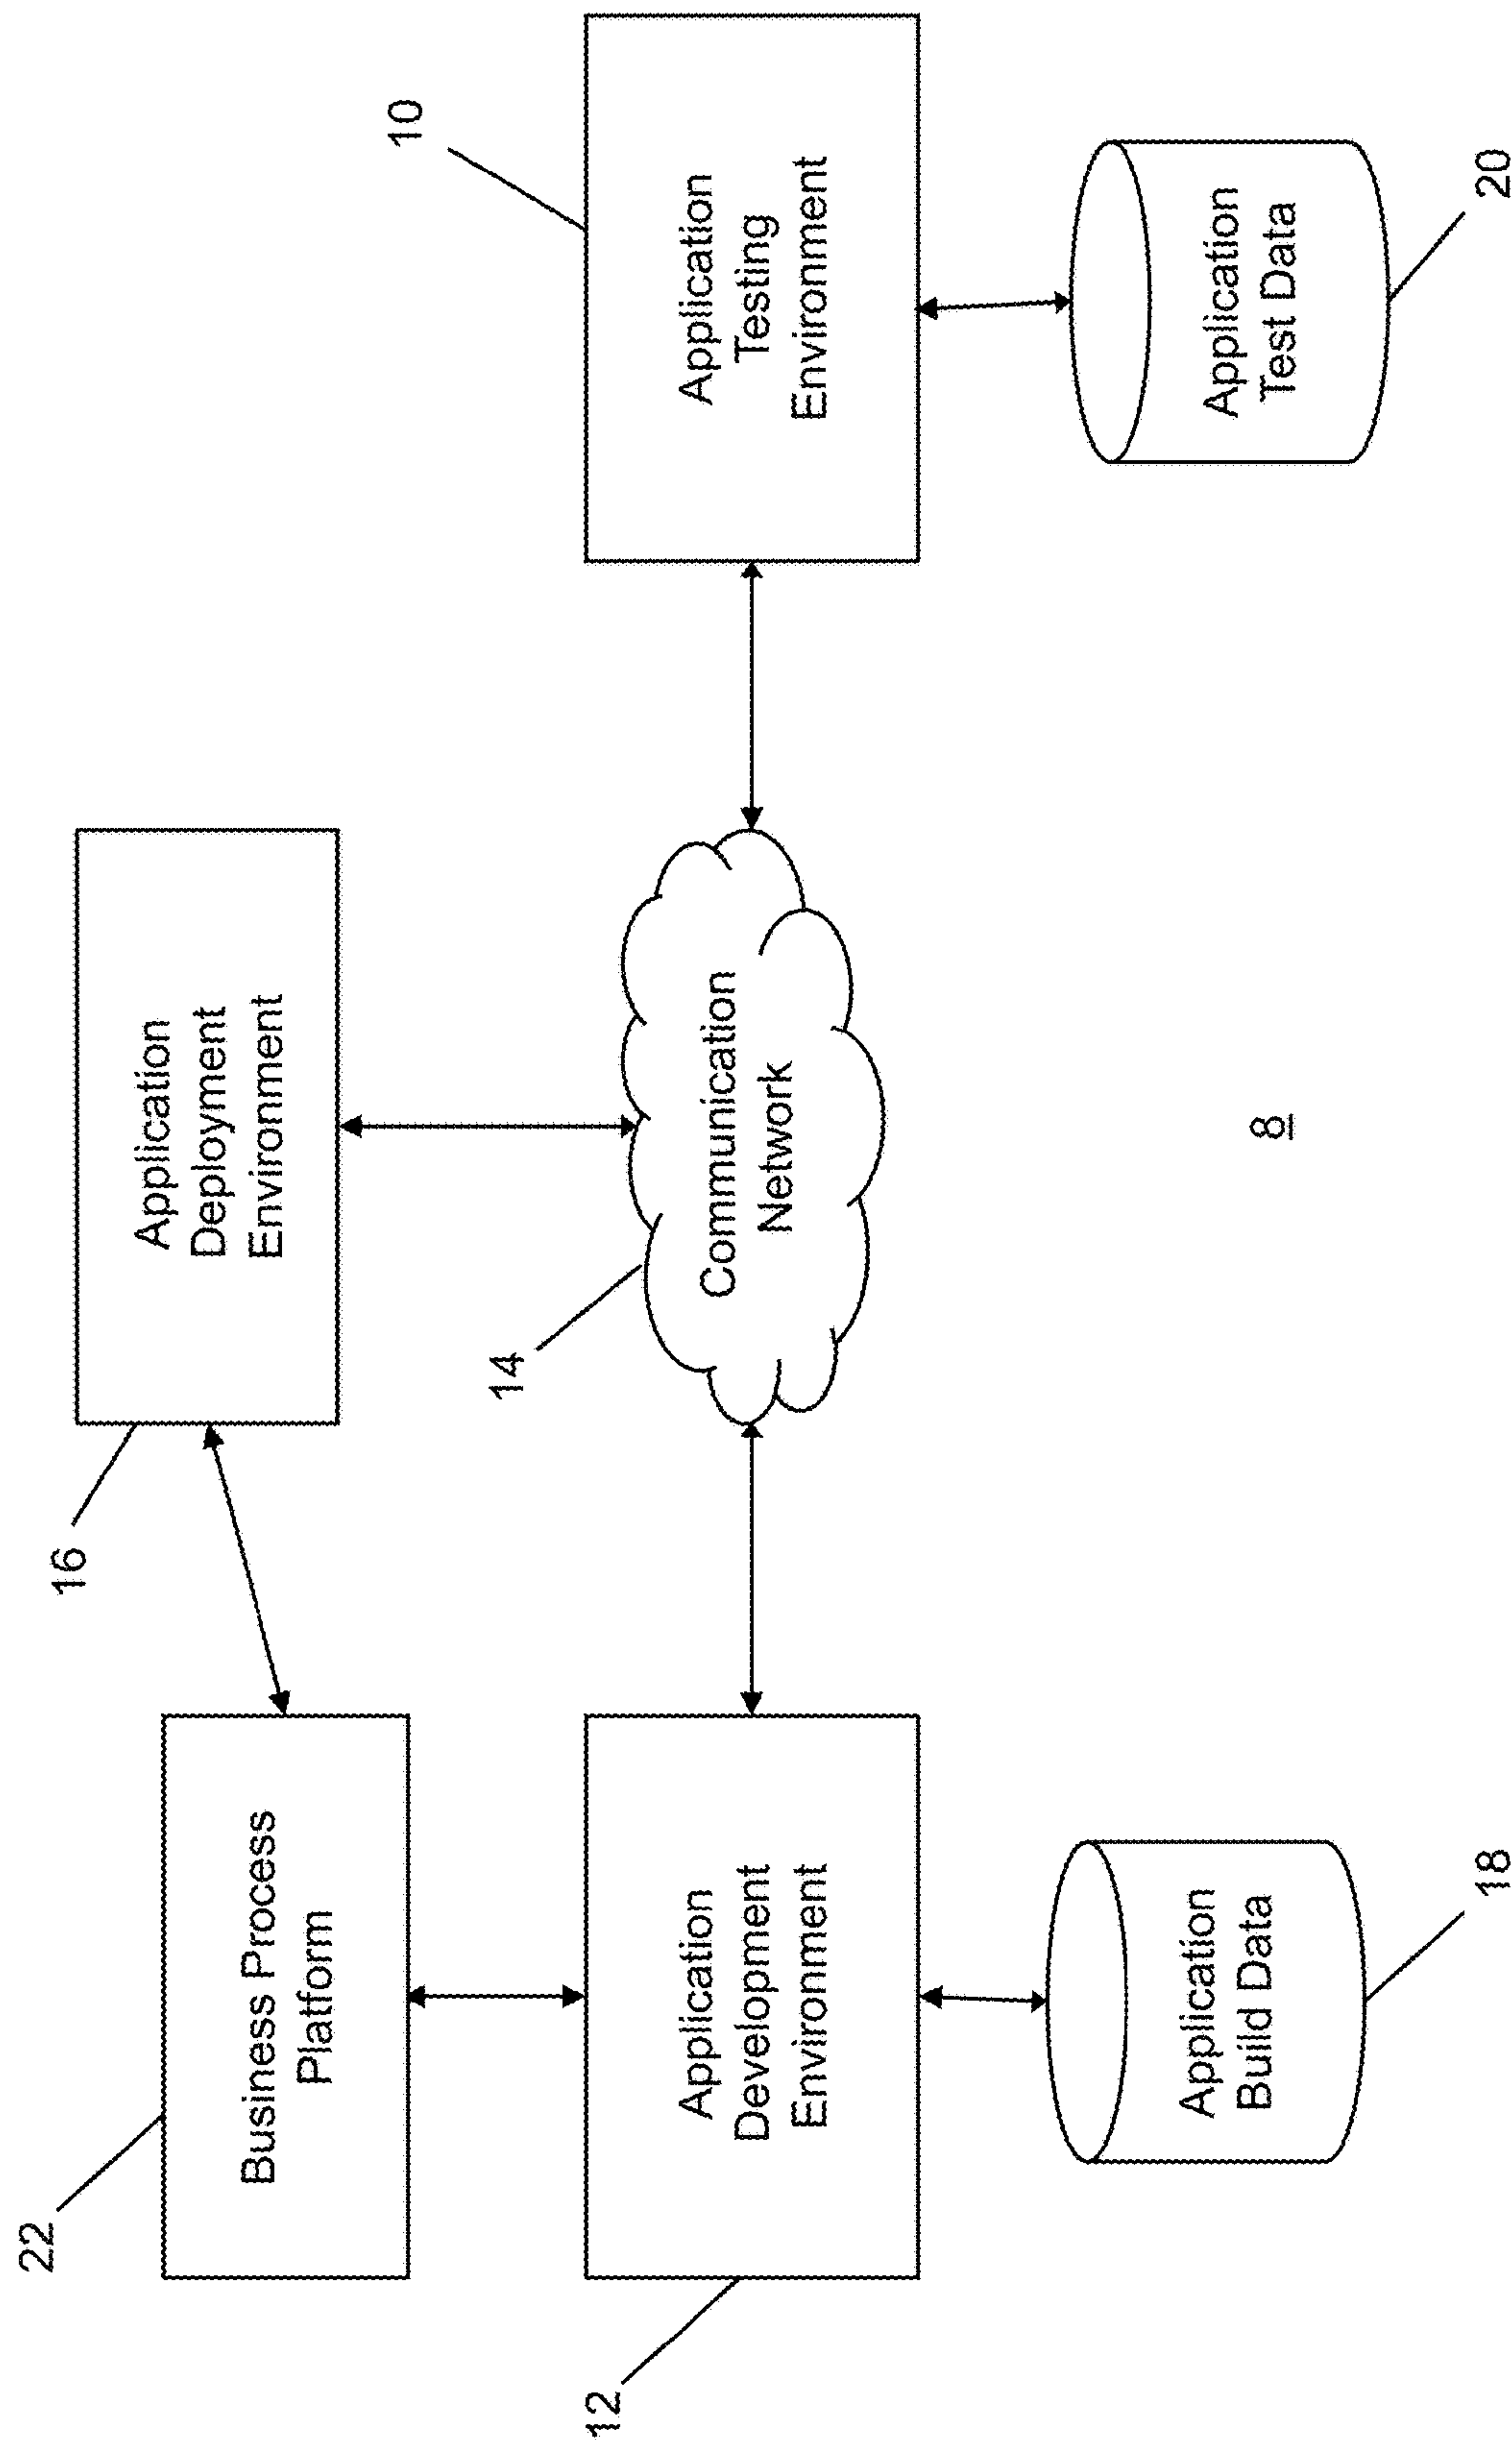 22
Business Process
Platform
16
Application
Deployment
Environment
12
Application
Development
Environment
14
Communication
Network
10
Application
Testing
Environment
Application
Build Data
18
8
Application
Test Data
20